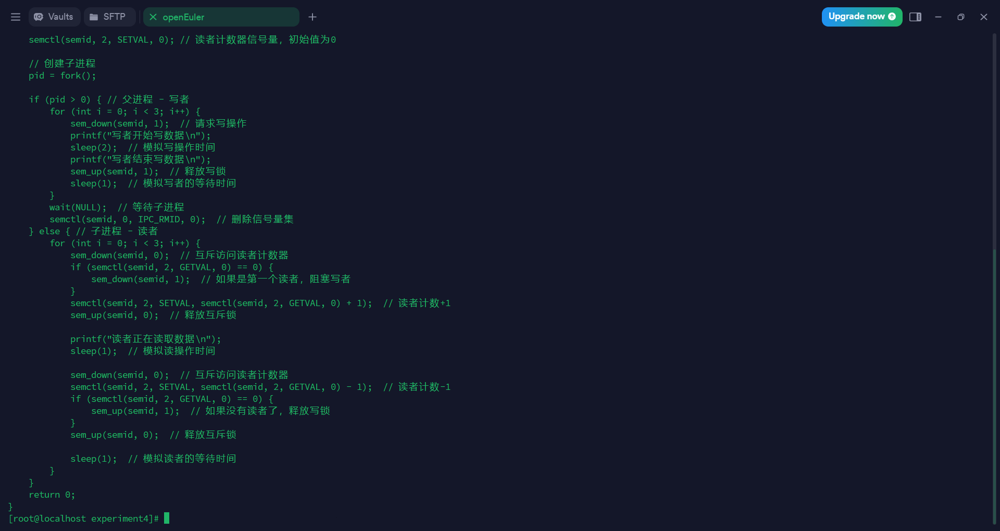 Vaults SFTP openEuler Upgrade now
    semctl(semid, 2, SETVAL, 0); // 读者计数器信号量, 初始值为0

    // 创建子进程
    pid = fork();

    if (pid > 0) { // 父进程 - 写者
        for (int i = 0; i < 3; i++) {
            sem_down(semid, 1);  // 请求写操作
            printf("写者开始写数据\n");
            sleep(2);  // 模拟写操作时间
            printf("写者结束写数据\n");
            sem_up(semid, 1);  // 释放写锁
            sleep(1);  // 模拟写者的等待时间
        }
        wait(NULL);  // 等待子进程
        semctl(semid, 0, IPC_RMID, 0);  // 删除信号量集
    } else { // 子进程 - 读者
        for (int i = 0; i < 3; i++) {
            sem_down(semid, 0);  // 互斥访问读者计数器
            if (semctl(semid, 2, GETVAL, 0) == 0) {
                sem_down(semid, 1);  // 如果是第一个读者, 阻塞写者
            }
            semctl(semid, 2, SETVAL, semctl(semid, 2, GETVAL, 0) + 1);  // 读者计数+1
            sem_up(semid, 0);  // 释放互斥锁

            printf("读者正在读取数据\n");
            sleep(1);  // 模拟读操作时间

            sem_down(semid, 0);  // 互斥访问读者计数器
            semctl(semid, 2, SETVAL, semctl(semid, 2, GETVAL, 0) - 1);  // 读者计数-1
            if (semctl(semid, 2, GETVAL, 0) == 0) {
                sem_up(semid, 1);  // 如果没有读者了, 释放写锁
            }
            sem_up(semid, 0);  // 释放互斥锁

            sleep(1);  // 模拟读者的等待时间
        }
    }
    return 0;
}
[root@localhost experiment4]#